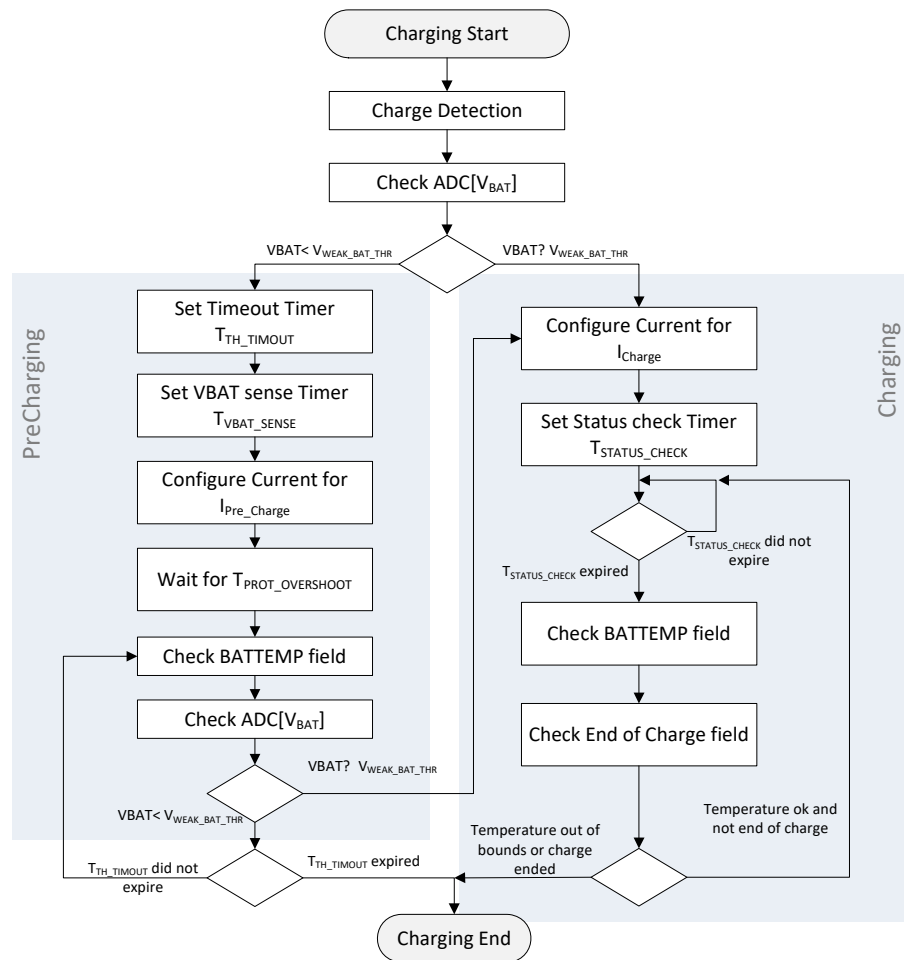 Charging Start
Charge Detection
Check ADC[VBAT]
VBAT< VWEAK_BAT_THR
VBAT? VWEAK_BAT_THR
PreCharging
Set Timeout Timer
TTH_TIMOUT
Set VBAT sense Timer
TVBAT_SENSE
Configure Current for
IPre_Charge
Wait for TPROT_OVERSHOOT
Check BATTEMP field
Check ADC[VBAT]
VBAT? VWEAK_BAT_THR
VBAT< VWEAK_BAT_THR
TTH_TIMOUT did not
expire
TTH_TIMOUT expired
Charging
Configure Current for
ICharge
Set Status check Timer
TSTATUS_CHECK
TSTATUS_CHECK did not
expire
TSTATUS_CHECK expired
Check BATTEMP field
Check End of Charge field
Temperature ok and
not end of charge
Temperature out of
bounds or charge
ended
Charging End